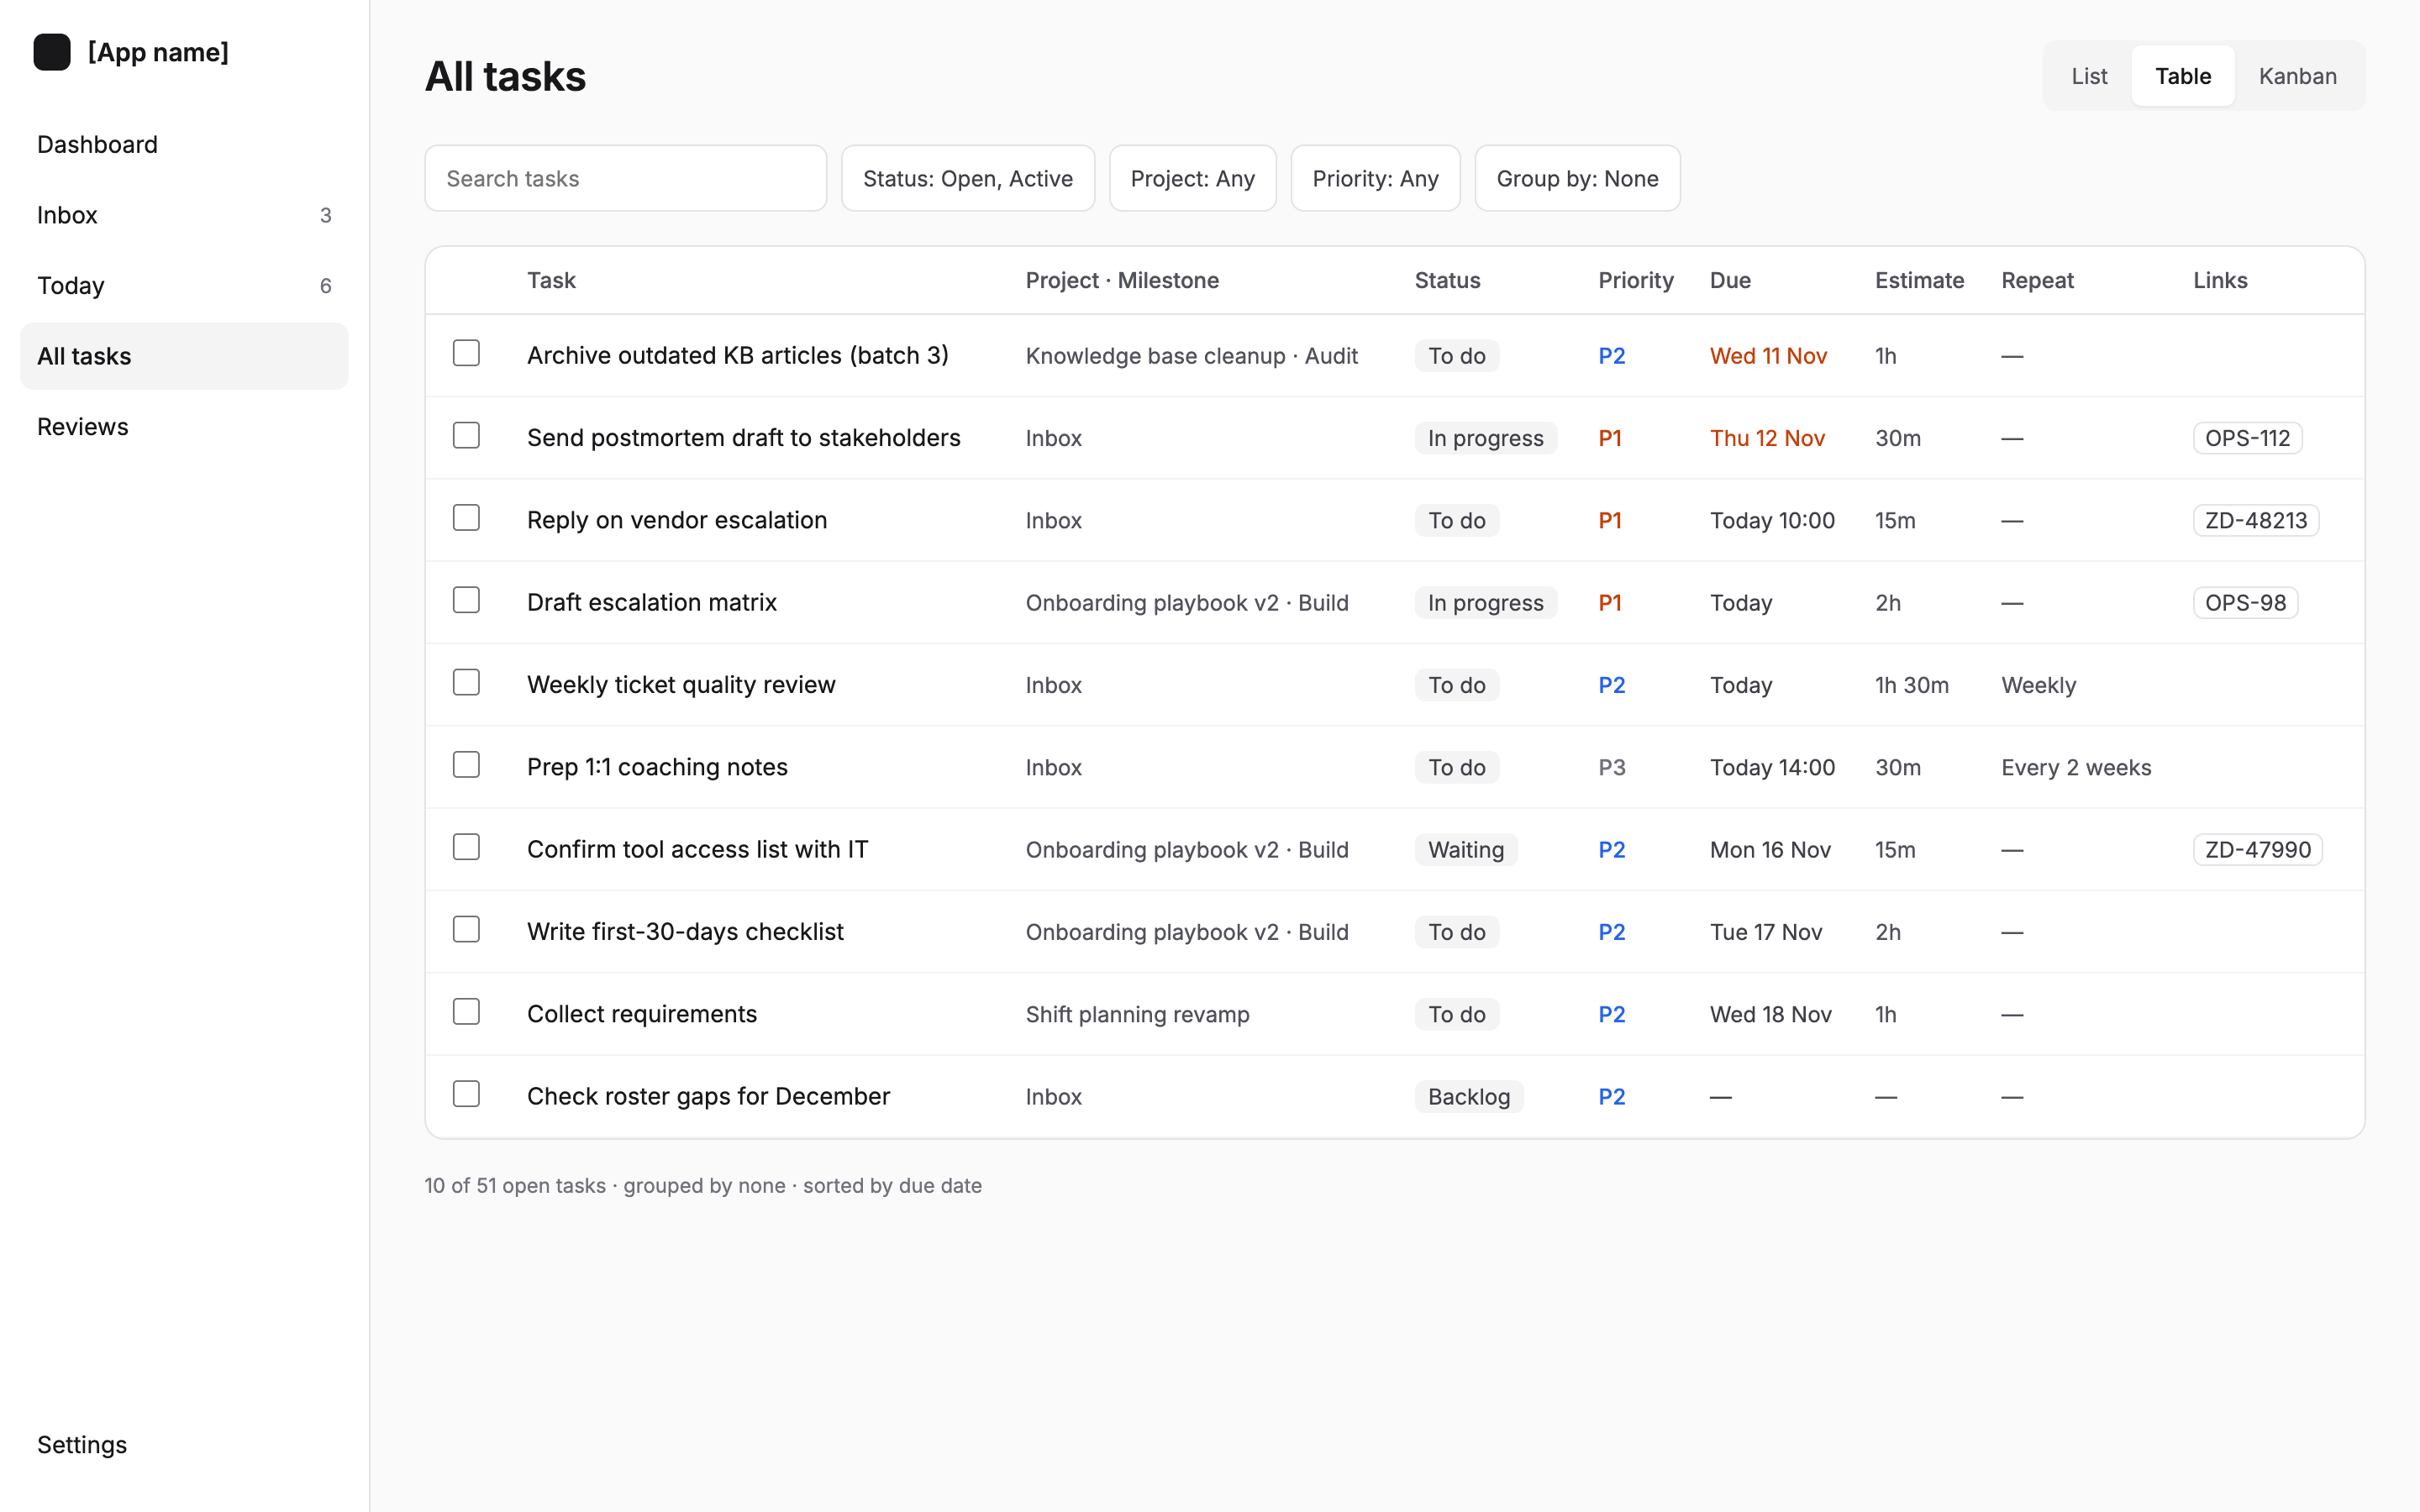 [App name]
Dashboard
Inbox 3
Today 6
All tasks
Reviews
Settings
All tasks
List Table Kanban
Search tasks Status: Open, Active Project: Any Priority: Any Group by: None
Task Project · Milestone Status Priority Due Estimate Repeat Links
Archive outdated KB articles (batch 3) Knowledge base cleanup · Audit To do P2 Wed 11 Nov 1h —
Send postmortem draft to stakeholders Inbox In progress P1 Thu 12 Nov 30m — OPS-112
Reply on vendor escalation Inbox To do P1 Today 10:00 15m — ZD-48213
Draft escalation matrix Onboarding playbook v2 · Build In progress P1 Today 2h — OPS-98
Weekly ticket quality review Inbox To do P2 Today 1h 30m Weekly
Prep 1:1 coaching notes Inbox To do P3 Today 14:00 30m Every 2 weeks
Confirm tool access list with IT Onboarding playbook v2 · Build Waiting P2 Mon 16 Nov 15m — ZD-47990
Write first-30-days checklist Onboarding playbook v2 · Build To do P2 Tue 17 Nov 2h —
Collect requirements Shift planning revamp To do P2 Wed 18 Nov 1h —
Check roster gaps for December Inbox Backlog P2 — — —
10 of 51 open tasks · grouped by none · sorted by due date